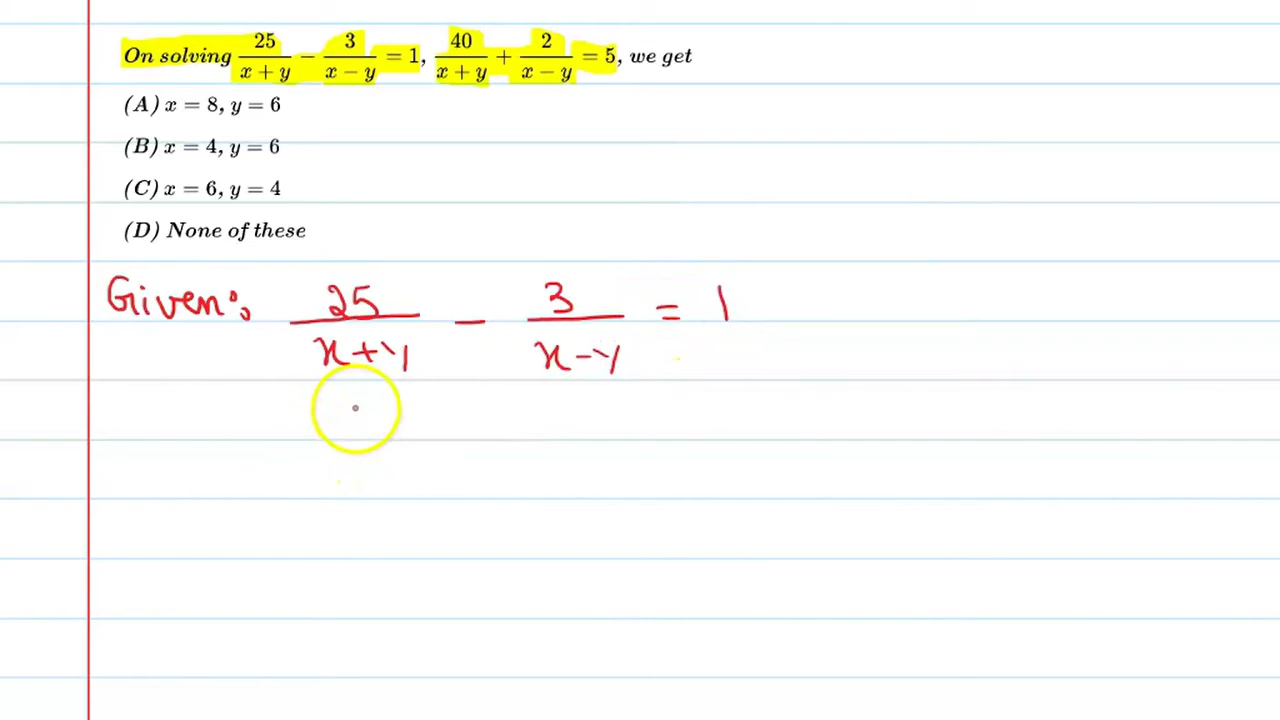 On solving 25/(x + y) − 3/(x − y) = 1, 40/(x + y) + 2/(x − y) = 5, we get
(A) x = 8, y = 6
(B) x = 4, y = 6
(C) x = 6, y = 4
(D) None of these
Given:, 25/(x+y) − 3/(x−y) = 1